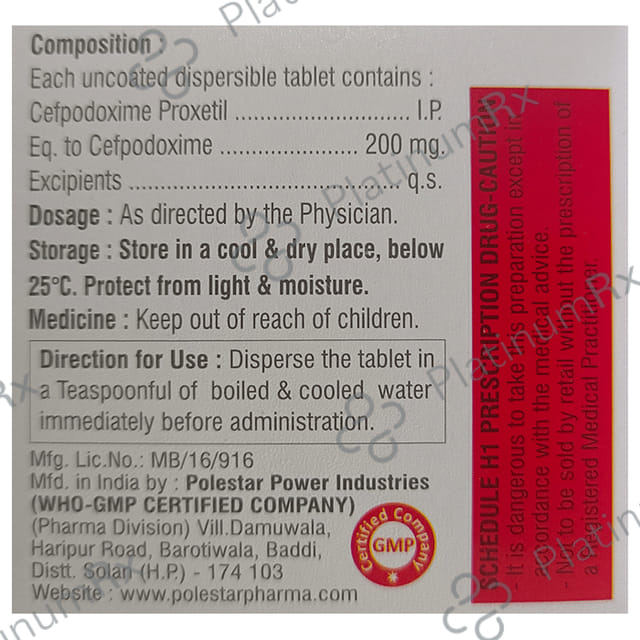 Composition :
Each uncoated dispersible tablet contains :
Cefpodoxime Proxetil ............................ I.P.
Eq. to Cefpodoxime ..................... 200 mg.
Excipients ......................................... q.s.
Dosage : As directed by the Physician.
Storage : Store in a cool & dry place, below
25°C. Protect from light & moisture.
Medicine : Keep out of reach of children.
Direction for Use : Disperse the tablet in
a Teaspoonful of boiled & cooled water
immediately before administration.
Mfg. Lic.No.: MB/16/916
Mfd. in India by : Polestar Power Industries
(WHO-GMP CERTIFIED COMPANY)
(Pharma Division) Vill.Damuwala,
Haripur Road, Barotiwala, Baddi,
Distt. Solan (H.P.) - 174 103
Website : www.polestarpharma.com
Certified Company
GMP
SCHEDULE H1 PRESCRIPTION DRUG-CAUTION
- It is dangerous to take this preparation except in
accordance with the medical advice.
- Not to be sold by retail without the prescription of
a registered Medical Practitioner.
PlatinumRx
PlatinumRx
PlatinumRx
PlatinumRx